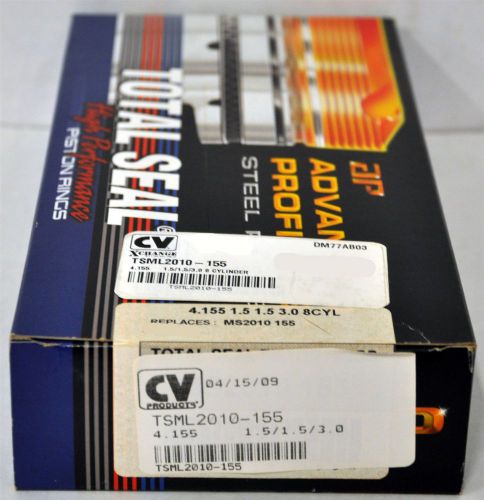 TOTAL SEAL®
High Performance
PISTON RINGS
ap
ADVAN
PROFI
STEEL
CV
XCHANGE
DM77AB03
TSML2010-155
4.155 1.5/1.5/3.0 8 CYLINDER
TSML2010-155
4.155 1.5 1.5 3.0 8CYL
REPLACES: MS2010 155
TOTAL SEAL
CV
PRODUCTS
04/15/09
TSML2010-155
4.155 1.5/1.5/3.0
TSML2010-155